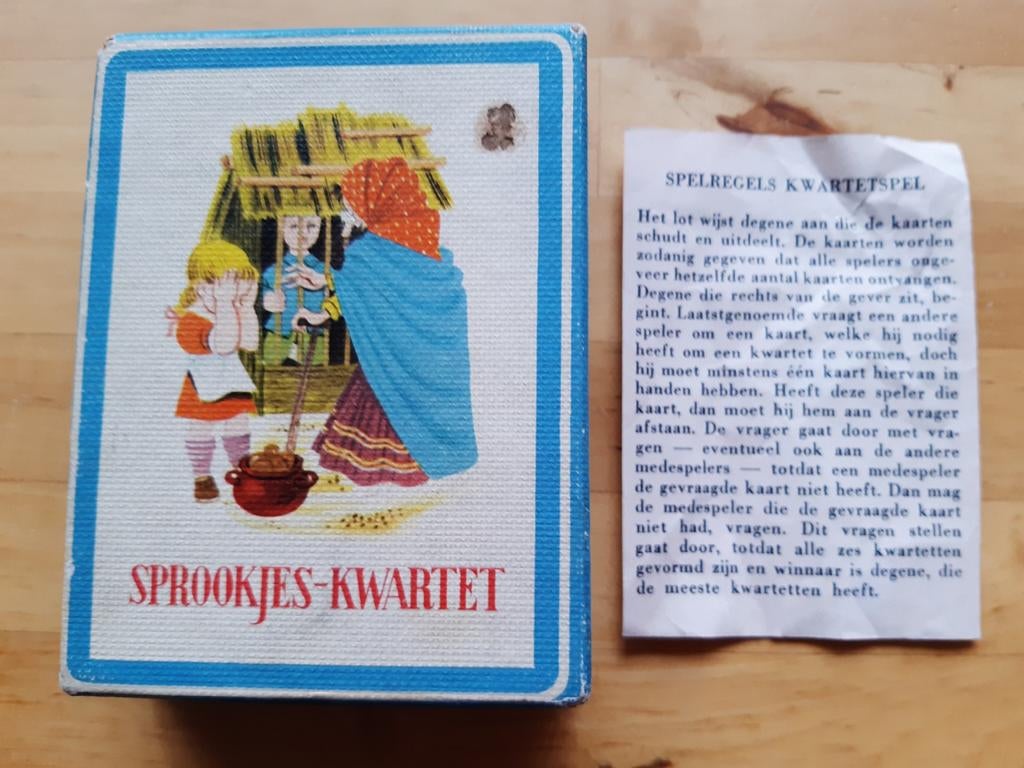 SPROOKJES-KWARTET
SPELREGELS KWARTETSPEL
Het lot wijst degene aan die de kaarten
schudt en uitdeelt. De kaarten worden
zodanig gegeven dat alle spelers onge-
veer hetzelfde aantal kaarten ontvangen.
Degene die rechts van de gever zit, be-
gint. Laatstgenoemde vraagt een andere
speler om een kaart, welke hij nodig
heeft om een kwartet te vormen, doch
hij moet minstens één kaart hiervan in
handen hebben. Heeft deze speler die
kaart, dan moet hij hem aan de vrager
afstaan. De vrager gaat door met vra-
gen — eventueel ook aan de andere
medespelers — totdat een medespeler
de gevraagde kaart niet heeft. Dan mag
de medespeler die de gevraagde kaart
niet had, vragen. Dit vragen stellen
gaat door, totdat alle zes kwartetten
gevormd zijn en winnaar is degene, die
de meeste kwartetten heeft.